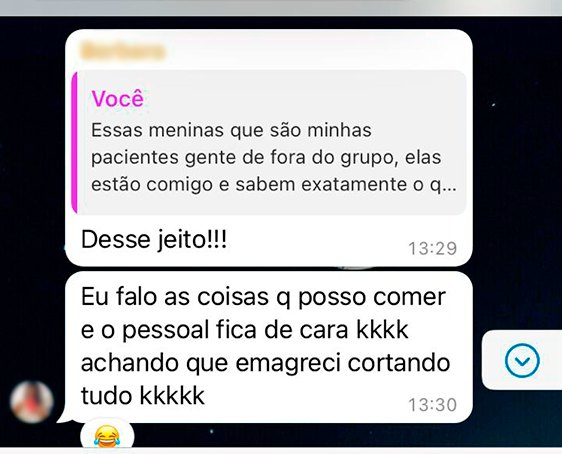 Você
Essas meninas que são minhas
pacientes gente de fora do grupo, elas
estão comigo e sabem exatamente o q...
Desse jeito!!!
13:29
Eu falo as coisas q posso comer
e o pessoal fica de cara kkkk
achando que emagreci cortando
tudo kkkkk
13:30